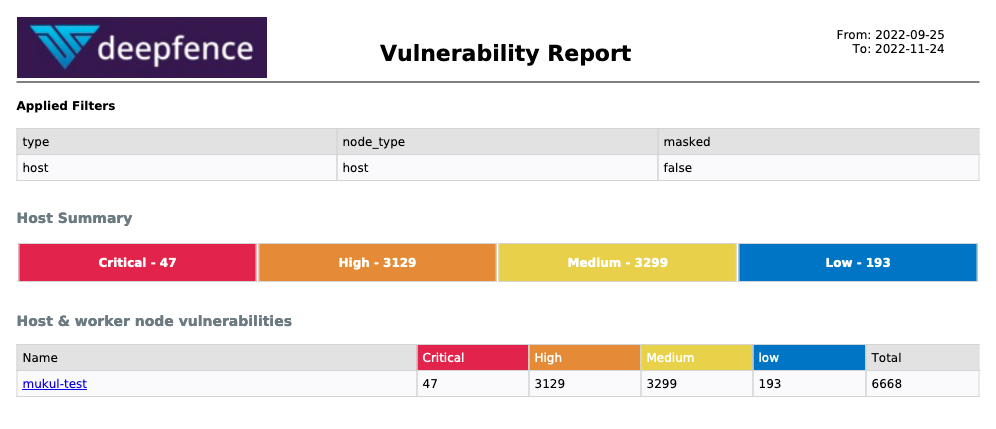 deepfence
Vulnerability Report
From: 2022-09-25
To: 2022-11-24
Applied Filters
type node_type masked
host host false
Host Summary
Critical - 47 High - 3129 Medium - 3299 Low - 193
Host & worker node vulnerabilities
Name Critical High Medium low Total
mukul-test 47 3129 3299 193 6668